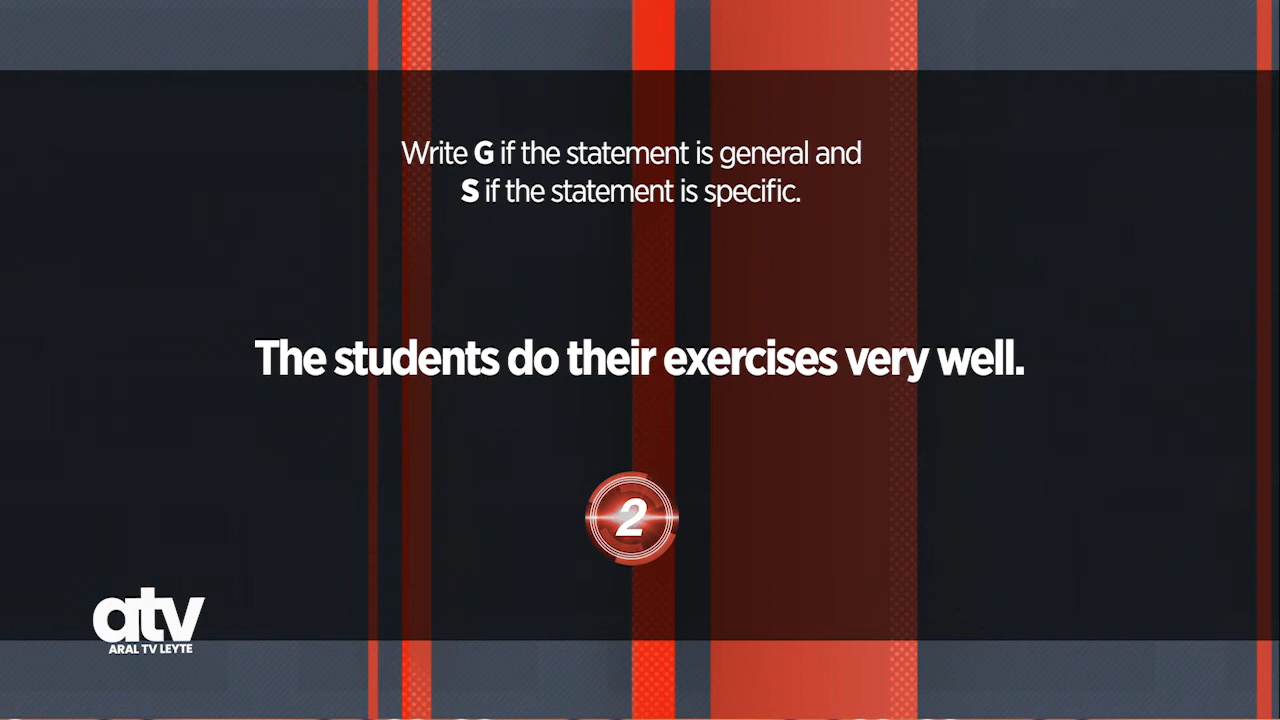 Write G if the statement is general and
S if the statement is specific.
The students do their exercises very well.
2
atv
ARAL TV LEYTE